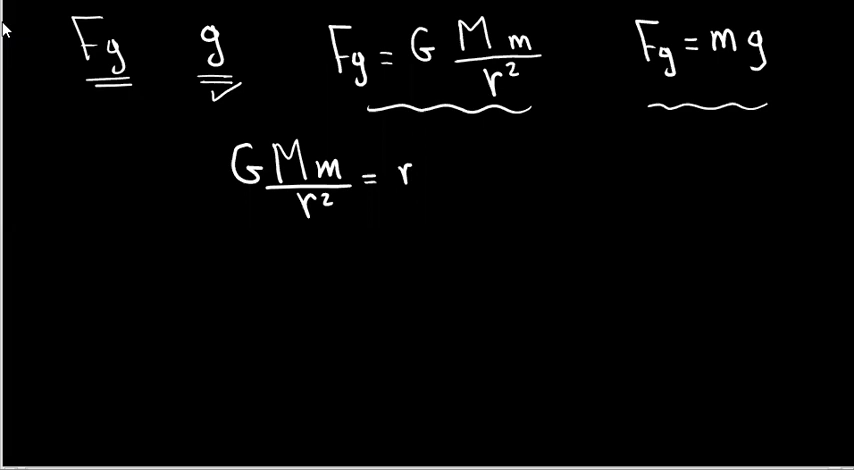 Fg g Fg = G Mm/r² Fg = mg
G Mm/r² = r